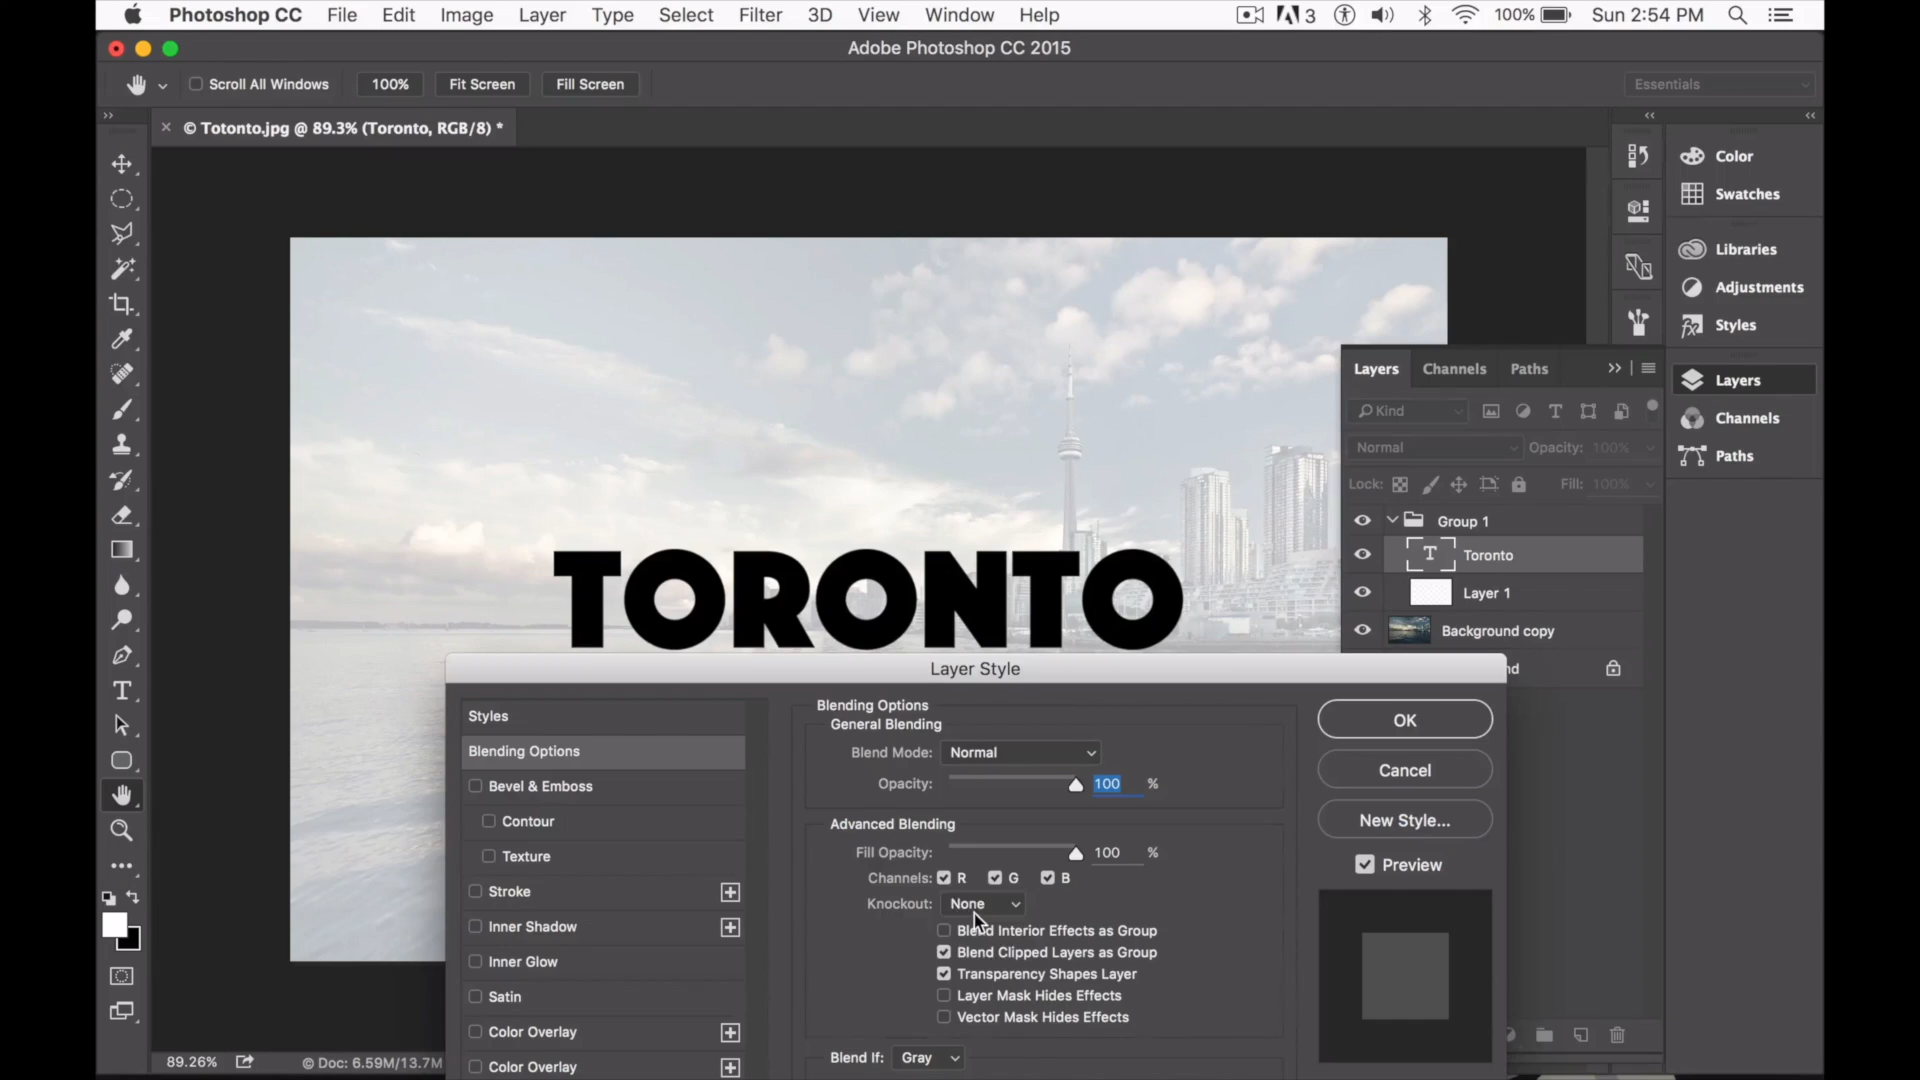 Photoshop CC File Edit Image Layer Type Select Filter 3D View Window Help 3 100% Sun 2:54 PM
Adobe Photoshop CC 2015
Scroll All Windows 100% Fit Screen Fill Screen Essentials
© Totonto.jpg @ 89.3% (Toronto, RGB/8) *
Color
Swatches
Libraries
Adjustments
Styles
Layers
Channels
Paths
Layers Channels Paths
Kind
Normal Opacity: 100%
Lock: Fill: 100%
Group 1
T Toronto
Layer 1
Background copy
nd
TORONTO
Layer Style
Styles
Blending Options
Bevel & Emboss
Contour
Texture
Stroke
Inner Shadow
Inner Glow
Satin
Color Overlay
Color Overlay
Blending Options
General Blending
Blend Mode: Normal
Opacity: 100 %
Advanced Blending
Fill Opacity: 100 %
Channels: R G B
Knockout: None
Blend Interior Effects as Group
Blend Clipped Layers as Group
Transparency Shapes Layer
Layer Mask Hides Effects
Vector Mask Hides Effects
Blend If: Gray
OK
Cancel
New Style...
Preview
89.26% © Doc: 6.59M/13.7M